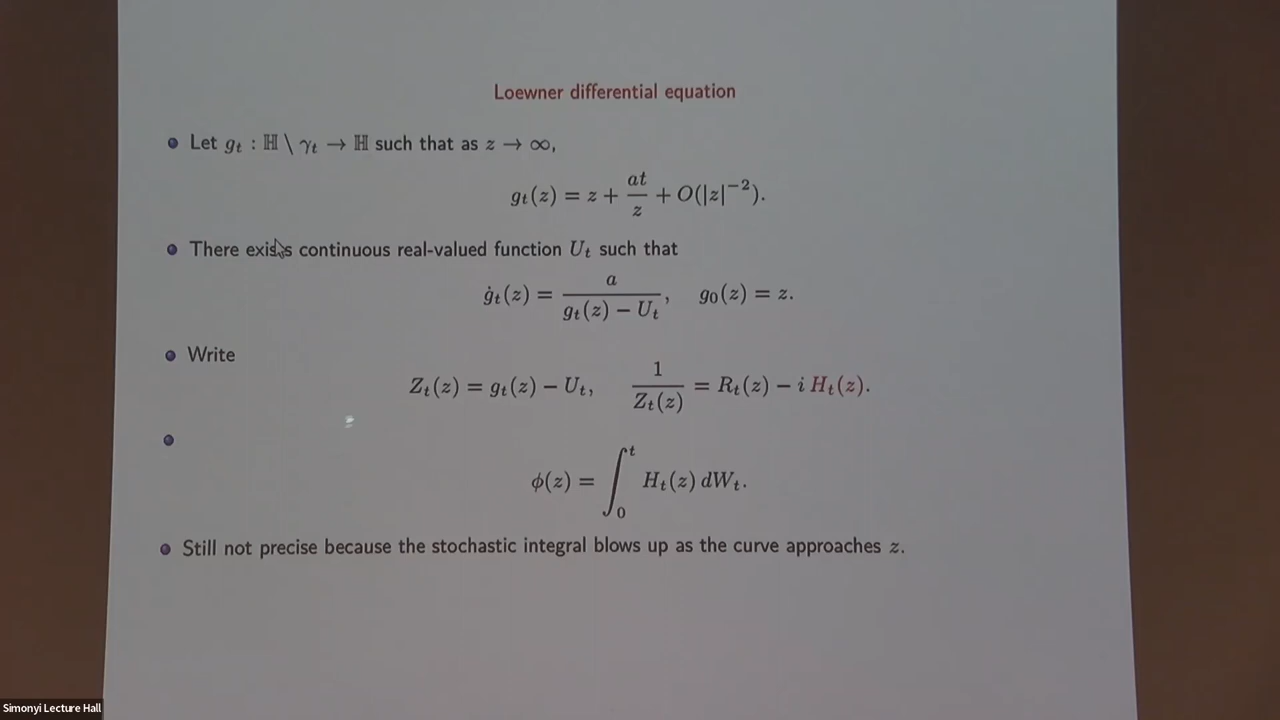 Loewner differential equation
Let g_t : ℍ \ γ_t → ℍ such that as z → ∞,
g_t(z) = z + at/z + O(|z|^{-2}).
There exists continuous real-valued function U_t such that
ġ_t(z) = a/(g_t(z) − U_t), g_0(z) = z.
Write
Z_t(z) = g_t(z) − U_t, 1/Z_t(z) = R_t(z) − i H_t(z).
ϕ(z) = ∫_0^t H_t(z) dW_t.
Still not precise because the stochastic integral blows up as the curve approaches z.
Simonyi Lecture Hall